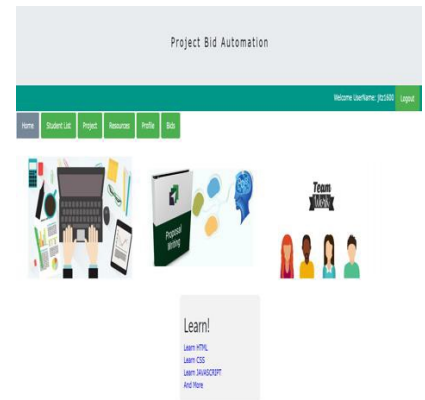 Project Bid Automation
Welcome UserName: jltz1600 Logout
Home Student List Project Resources Profile Bids
Proposal
Writing
Team
Learn!
Learn HTML
Learn CSS
Learn JAVASCRIPT
And More